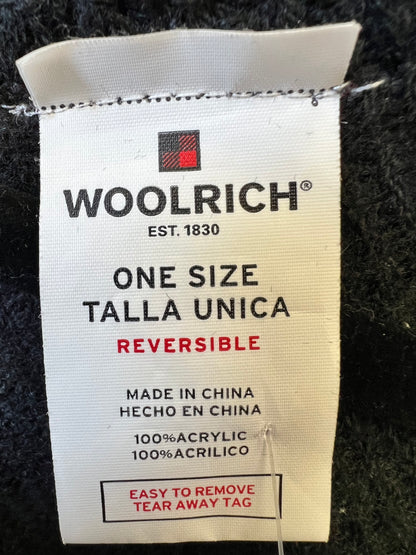 WOOLRICH®
EST. 1830
ONE SIZE
TALLA UNICA
REVERSIBLE
MADE IN CHINA
HECHO EN CHINA
100%ACRYLIC
100%ACRILICO
EASY TO REMOVE
TEAR AWAY TAG